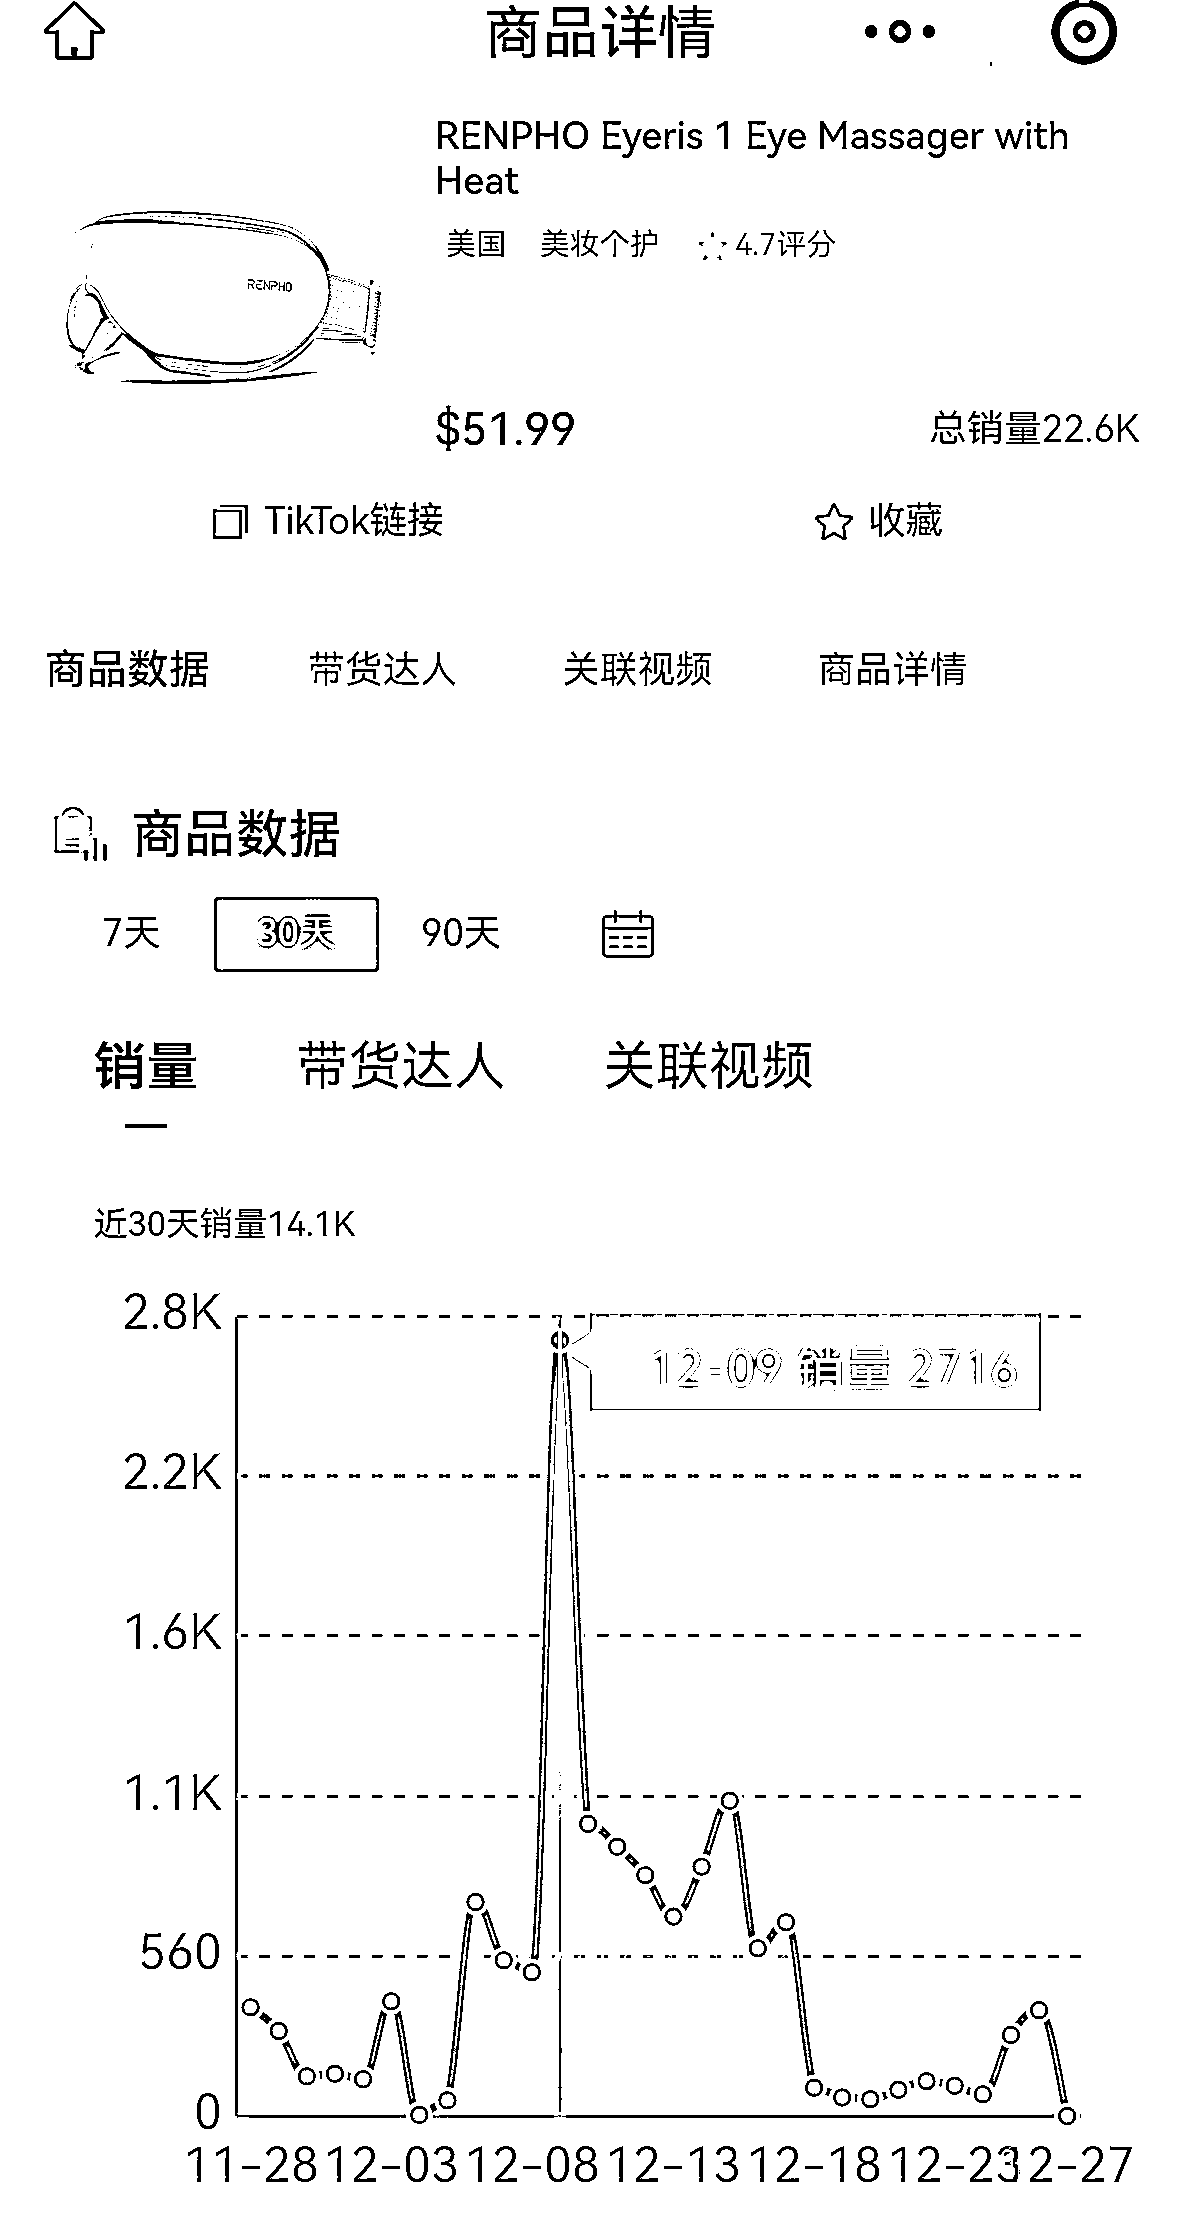 商品详情
RENPHO Eyeris 1 Eye Massager with
Heat
美国 美妆个护 4.7评分
RENPHO
$51.99 总销量22.6K
TikTok链接 收藏
商品数据 带货达人 关联视频 商品详情
商品数据
7天 30天 90天
销量 带货达人 关联视频
近30天销量14.1K
2.8K
12-09 销量 2716
2.2K
1.6K
1.1K
560
0
11-28 12-03 12-08 12-13 12-18 12-23 12-27